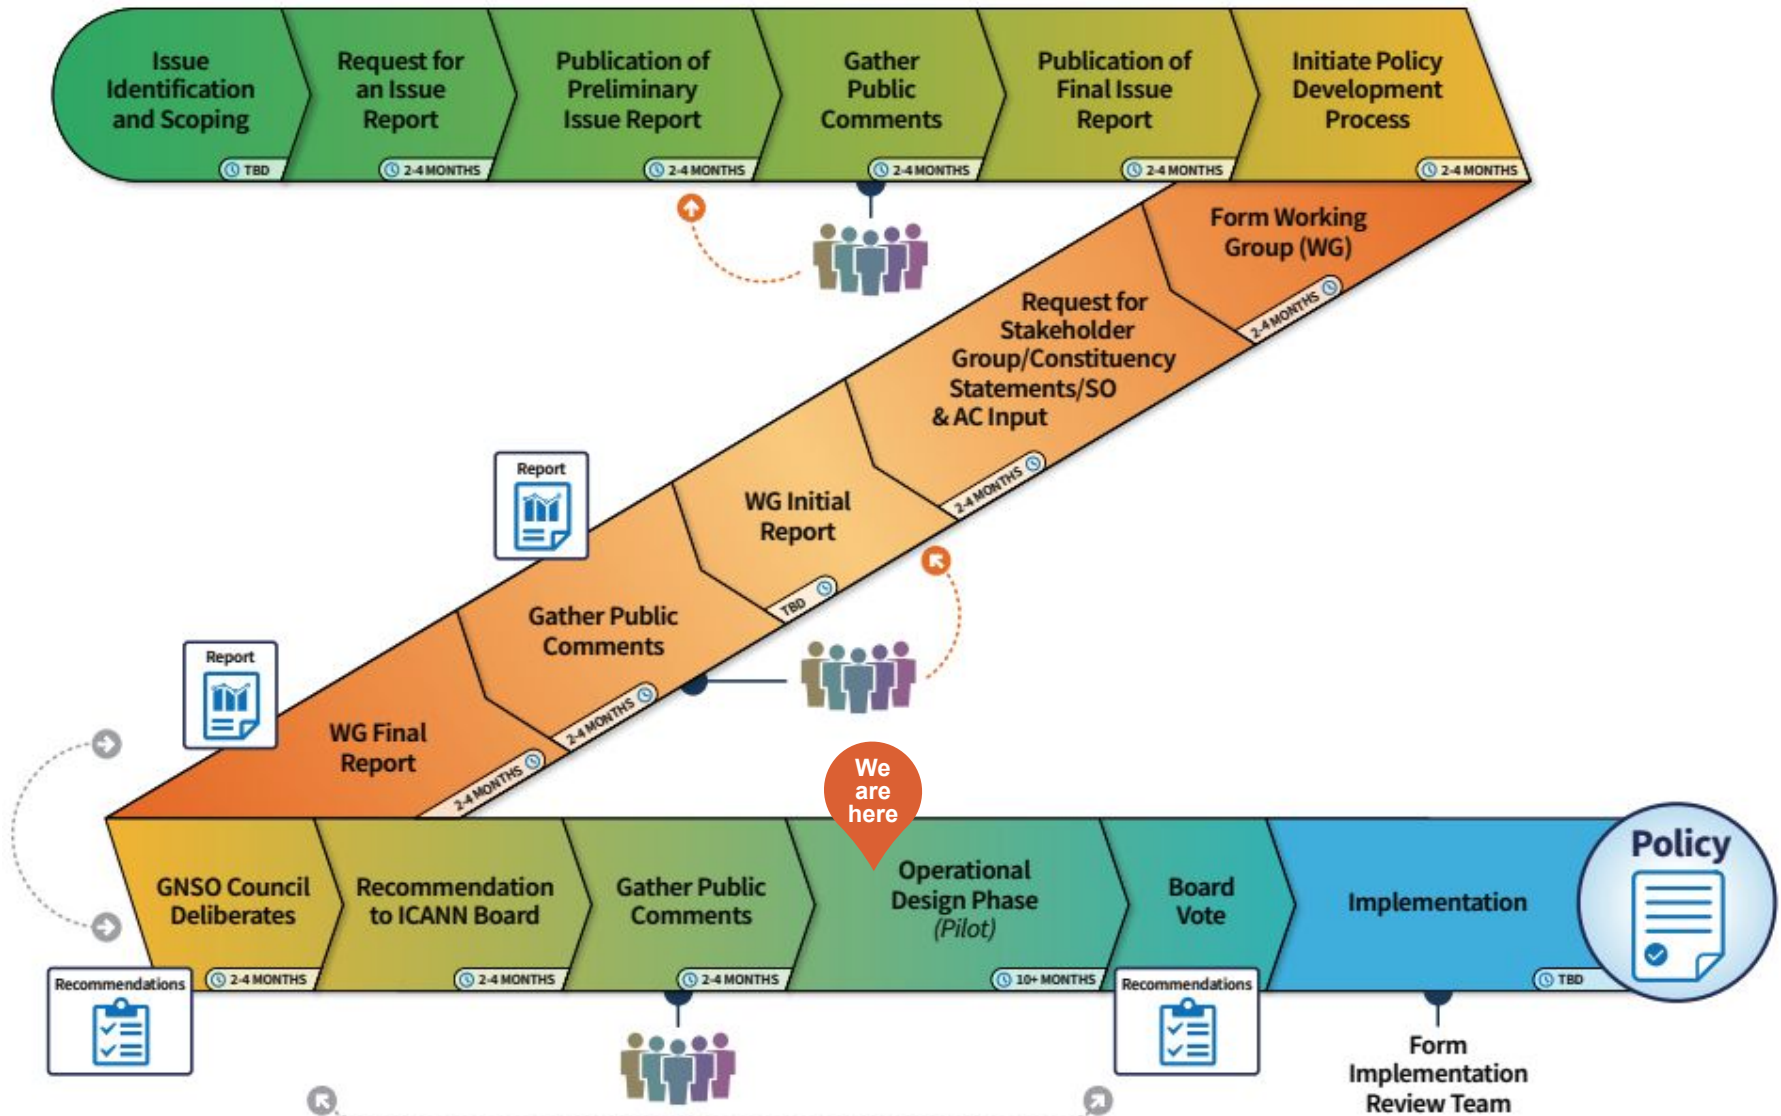 Issue
Identification
and Scoping
TBD
Request for
an Issue
Report
2-4 MONTHS
Publication of
Preliminary
Issue Report
2-4 MONTHS
Gather
Public
Comments
2-4 MONTHS
Publication of
Final Issue
Report
2-4 MONTHS
Initiate Policy
Development
Process
2-4 MONTHS
Form Working
Group (WG)
2-4 MONTHS
Request for
Stakeholder
Group/Constituency
Statements/SO
& AC Input
2-4 MONTHS
WG Initial
Report
TBD
Report
Gather Public
Comments
2-4 MONTHS
Report
WG Final
Report
2-4 MONTHS
We
are
here
GNSO Council
Deliberates
2-4 MONTHS
Recommendations
Recommendation
to ICANN Board
2-4 MONTHS
Gather Public
Comments
2-4 MONTHS
Operational
Design Phase
(Pilot)
10+ MONTHS
Board
Vote
Recommendations
Implementation
TBD
Policy
Form
Implementation
Review Team